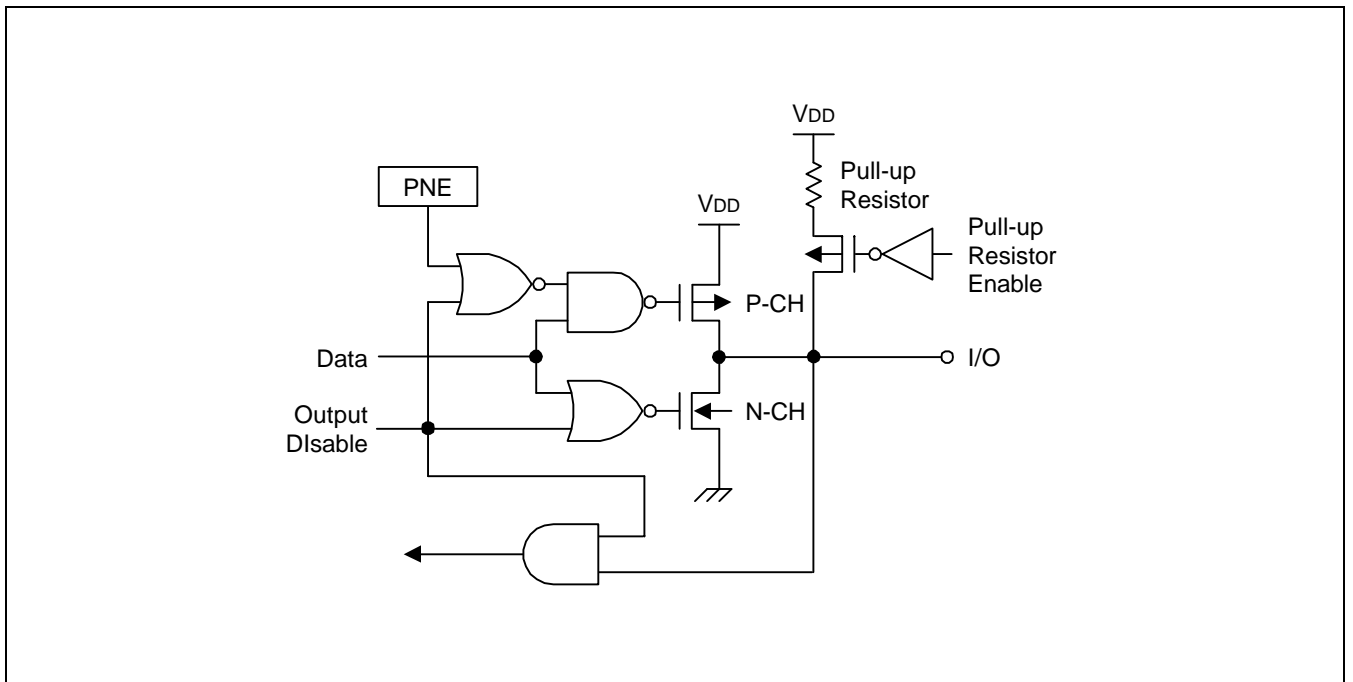 VDD
Pull-up
Resistor
PNE
VDD
Pull-up
Resistor
Enable
P-CH
Data
I/O
Output
DIsable
N-CH